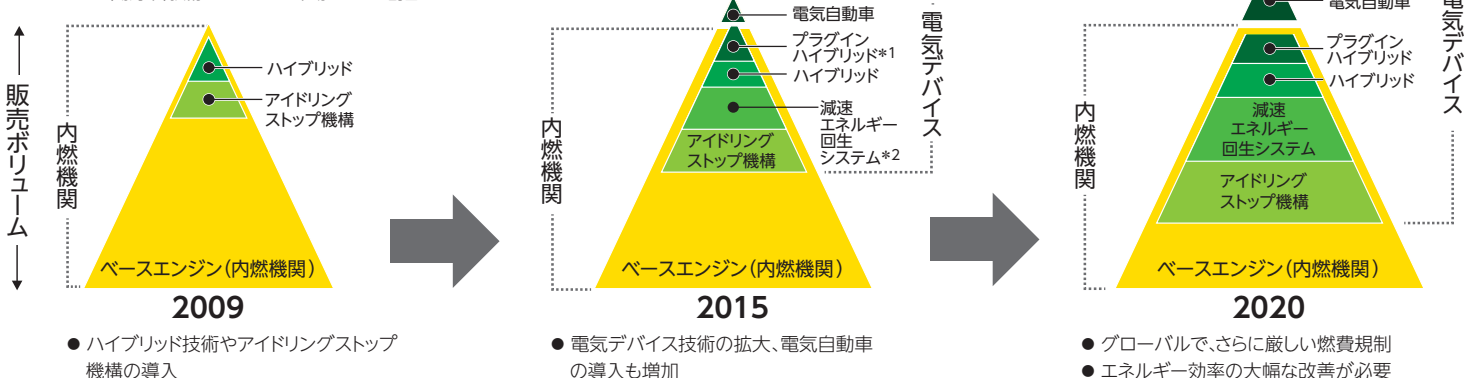 販売ボリューム
内燃機関
ハイブリッド
アイドリング
ストップ機構
ベースエンジン（内燃機関）
2009
● ハイブリッド技術やアイドリングストップ
機構の導入
内燃機関
電気自動車
プラグイン
ハイブリッド*1
ハイブリッド
減速
エネルギー
回生
システム*2
アイドリング
ストップ機構
電気デバイス
ベースエンジン（内燃機関）
2015
● 電気デバイス技術の拡大、電気自動車
の導入も増加
内燃機関
電気自動車
プラグイン
ハイブリッド
ハイブリッド
減速
エネルギー
回生システム
アイドリング
ストップ機構
電気デバイス
ベースエンジン（内燃機関）
2020
● グローバルで、さらに厳しい燃費規制
● エネルギー効率の大幅な改善が必要